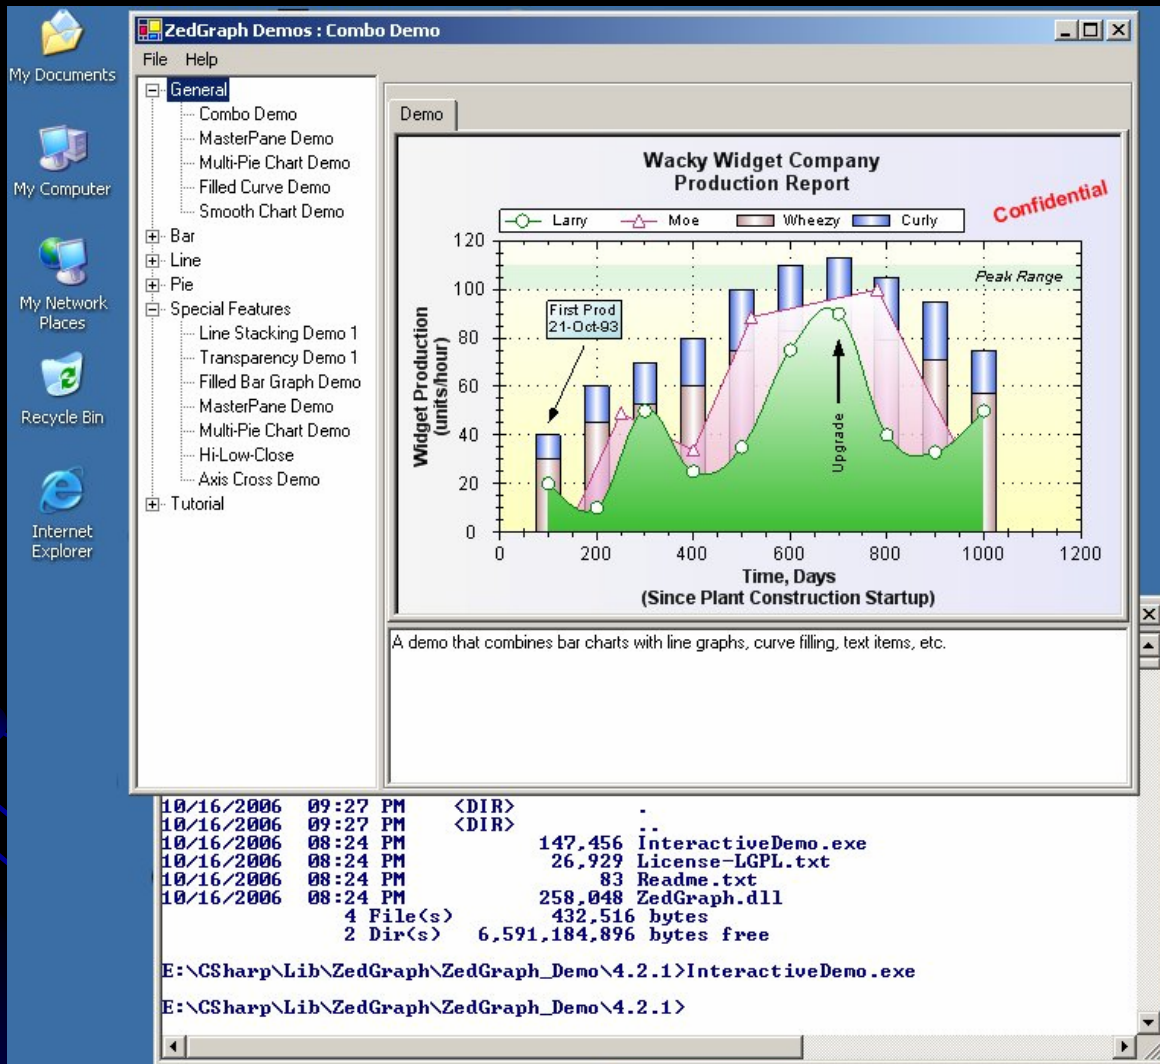 My Documents
My Computer
My Network
Places
Recycle Bin
Internet
Explorer
ZedGraph Demos : Combo Demo
File Help
General
Combo Demo
MasterPane Demo
Multi-Pie Chart Demo
Filled Curve Demo
Smooth Chart Demo
Bar
Line
Pie
Special Features
Line Stacking Demo 1
Transparency Demo 1
Filled Bar Graph Demo
MasterPane Demo
Multi-Pie Chart Demo
Hi-Low-Close
Axis Cross Demo
Tutorial
Demo
Wacky Widget Company
Production Report
Confidential
Larry Moe Wheezy Curly
120
100
80
60
40
20
0
Widget Production
(units/hour)
Peak Range
First Prod
21-Oct-93
Upgrade
0 200 400 600 800 1000 1200
Time, Days
(Since Plant Construction Startup)
A demo that combines bar charts with line graphs, curve filling, text items, etc.
10/16/2006 09:27 PM <DIR> .
10/16/2006 09:27 PM <DIR> ..
10/16/2006 08:24 PM 147,456 InteractiveDemo.exe
10/16/2006 08:24 PM 26,929 License-LGPL.txt
10/16/2006 08:24 PM 83 Readme.txt
10/16/2006 08:24 PM 258,048 ZedGraph.dll
4 File(s) 432,516 bytes
2 Dir(s) 6,591,184,896 bytes free
E:\CSharp\Lib\ZedGraph\ZedGraph_Demo\4.2.1>InteractiveDemo.exe
E:\CSharp\Lib\ZedGraph\ZedGraph_Demo\4.2.1>